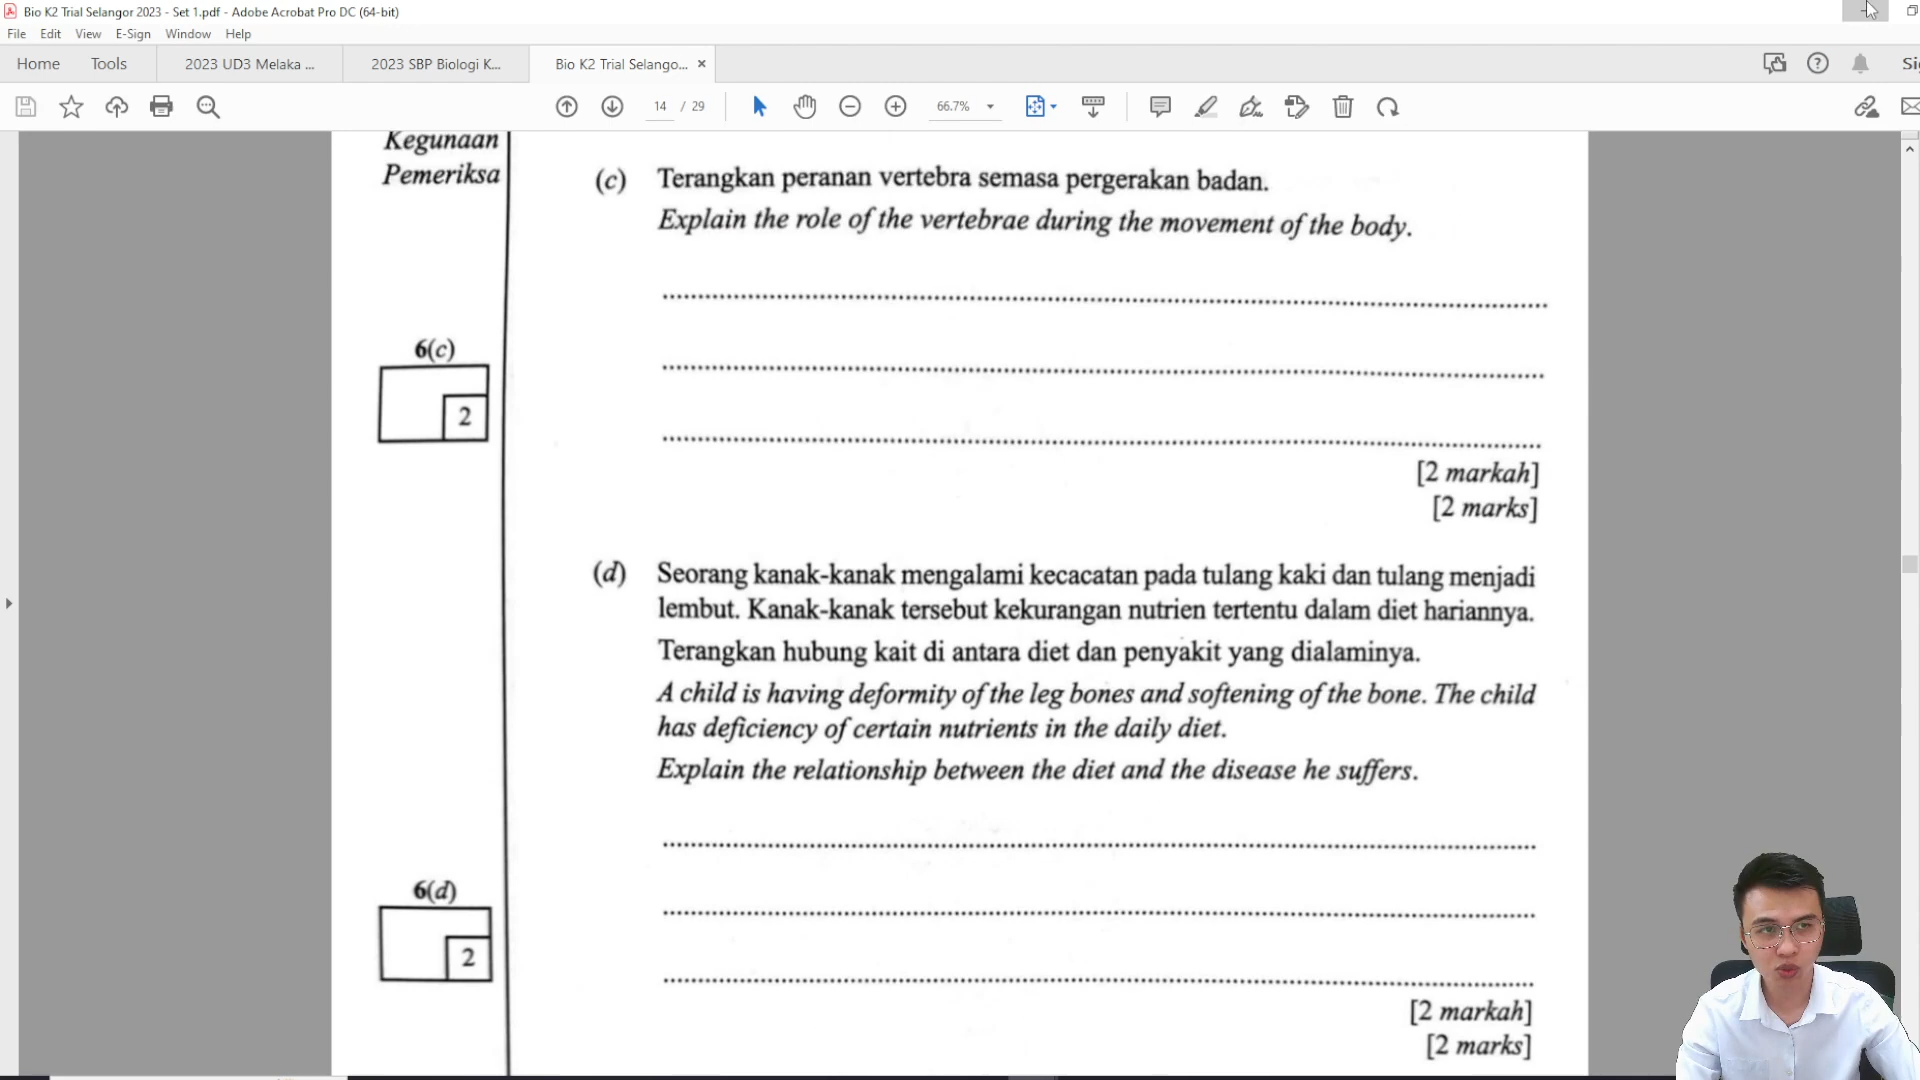 Bio K2 Trial Selangor 2023 - Set 1.pdf - Adobe Acrobat Pro DC (64-bit)
File Edit View E-Sign Window Help
Home Tools 2023 UD3 Melaka ... 2023 SBP Biologi K... Bio K2 Trial Selango... ×
14 / 29 66.7%
Kegunaan
Pemeriksa
(c) Terangkan peranan vertebra semasa pergerakan badan.
Explain the role of the vertebrae during the movement of the body.
6(c)
2
[2 markah]
[2 marks]
(d) Seorang kanak-kanak mengalami kecacatan pada tulang kaki dan tulang menjadi
lembut. Kanak-kanak tersebut kekurangan nutrien tertentu dalam diet hariannya.
Terangkan hubung kait di antara diet dan penyakit yang dialaminya.
A child is having deformity of the leg bones and softening of the bone. The child
has deficiency of certain nutrients in the daily diet.
Explain the relationship between the diet and the disease he suffers.
6(d)
2
[2 markah]
[2 marks]